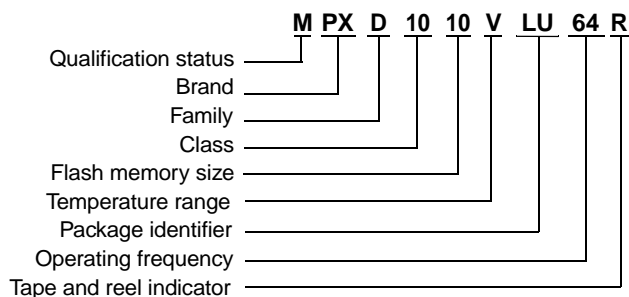 M PX D 10 10 V LU 64 R
Qualification status
Brand
Family
Class
Flash memory size
Temperature range
Package identifier
Operating frequency
Tape and reel indicator